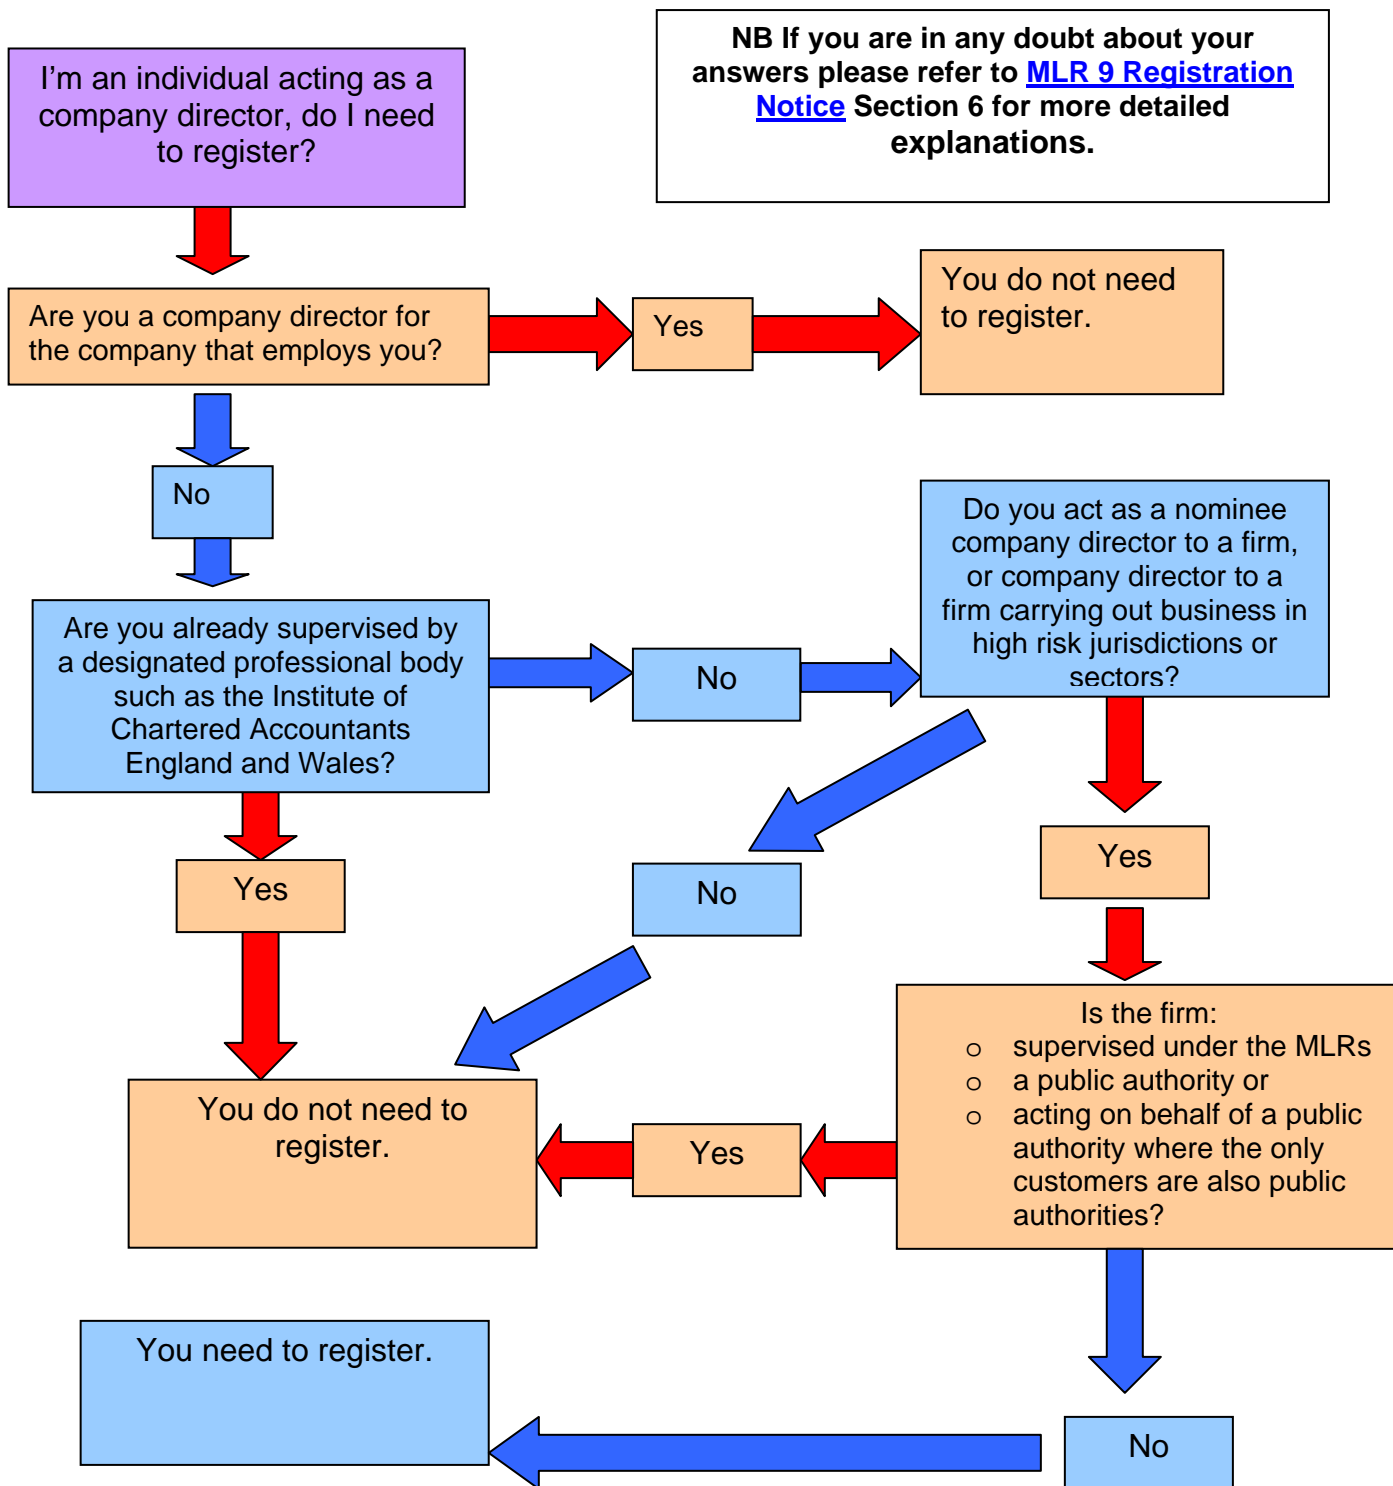 I'm an individual acting as a
company director, do I need
to register?
NB If you are in any doubt about your
answers please refer to MLR 9 Registration
Notice Section 6 for more detailed
explanations.
Are you a company director for
the company that employs you?
Yes
You do not need
to register.
No
Are you already supervised by
a designated professional body
such as the Institute of
Chartered Accountants
England and Wales?
No
Do you act as a nominee
company director to a firm,
or company director to a
firm carrying out business in
high risk jurisdictions or
sectors?
Yes
No
Yes
Is the firm:
o supervised under the MLRs
o a public authority or
o acting on behalf of a public
authority where the only
customers are also public
authorities?
Yes
You do not need to
register.
You need to register.
No